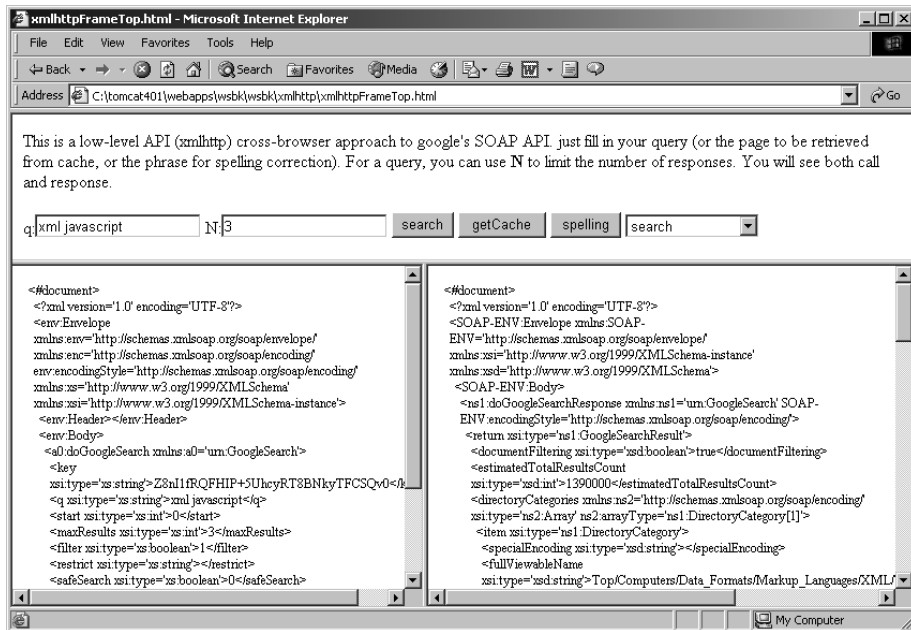 xmlhttpFrameTop.html - Microsoft Internet Explorer
File Edit View Favorites Tools Help
Back Search Favorites Media
Address C:\tomcat401\webapps\wsbk\wsbk\xmlhttp\xmlhttpFrameTop.html Go
This is a low-level API (xmlhttp) cross-browser approach to google's SOAP API. just fill in your query (or the page to be retrieved
from cache, or the phrase for spelling correction). For a query, you can use N to limit the number of responses. You will see both call
and response.
q: xml javascript N: 3 search getCache spelling search
<#document>
<?xml version='1.0' encoding='UTF-8'?>
<env:Envelope
xmlns:env='http://schemas.xmlsoap.org/soap/envelope/'
xmlns:enc='http://schemas.xmlsoap.org/soap/encoding/'
env:encodingStyle='http://schemas.xmlsoap.org/soap/encoding/'
xmlns:xs='http://www.w3.org/1999/XMLSchema'
xmlns:xsi='http://www.w3.org/1999/XMLSchema-instance'>
<env:Header></env:Header>
<env:Body>
<a0:doGoogleSearch xmlns:a0='urn:GoogleSearch'>
<key
xsi:type='xs:string'>Z8nI1fRQFHIP+5UhcyRT8BNkyTFCSQv0</k
<q xsi:type='xs:string'>xml javascript</q>
<start xsi:type='xs:int'>0</start>
<maxResults xsi:type='xs:int'>3</maxResults>
<filter xsi:type='xs:boolean'>1</filter>
<restrict xsi:type='xs:string'></restrict>
<safeSearch xsi:type='xs:boolean'>0</safeSearch>
<#document>
<?xml version='1.0' encoding='UTF-8'?>
<SOAP-ENV:Envelope xmlns:SOAP-
ENV='http://schemas.xmlsoap.org/soap/envelope/'
xmlns:xsi='http://www.w3.org/1999/XMLSchema-instance'
xmlns:xsd='http://www.w3.org/1999/XMLSchema'>
<SOAP-ENV:Body>
<ns1:doGoogleSearchResponse xmlns:ns1='urn:GoogleSearch' SOAP-
ENV:encodingStyle='http://schemas.xmlsoap.org/soap/encoding/'>
<return xsi:type='ns1:GoogleSearchResult'>
<documentFiltering xsi:type='xsd:boolean'>true</documentFiltering>
<estimatedTotalResultsCount
xsi:type='xsd:int'>1390000</estimatedTotalResultsCount>
<directoryCategories xmlns:ns2='http://schemas.xmlsoap.org/soap/encoding/'
xsi:type='ns2:Array' ns2:arrayType='ns1:DirectoryCategory[1]'>
<item xsi:type='ns1:DirectoryCategory'>
<specialEncoding xsi:type='xsd:string'></specialEncoding>
<fullViewableName
xsi:type='xsd:string'>Top/Computers/Data_Formats/Markup_Languages/XML/
My Computer